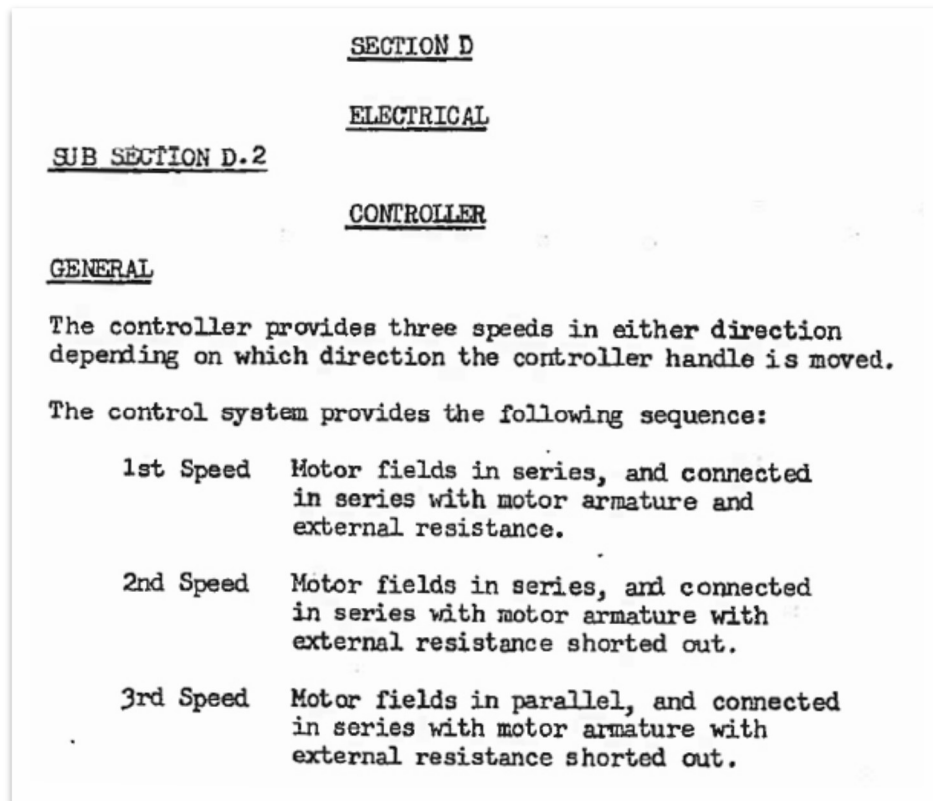 SECTION D
ELECTRICAL
SUB SECTION D.2
CONTROLLER
GENERAL
The controller provides three speeds in either direction
depending on which direction the controller handle is moved.
The control system provides the following sequence:
1st Speed Motor fields in series, and connected
in series with motor armature and
external resistance.
2nd Speed Motor fields in series, and connected
in series with motor armature with
external resistance shorted out.
3rd Speed Motor fields in parallel, and connected
in series with motor armature with
external resistance shorted out.